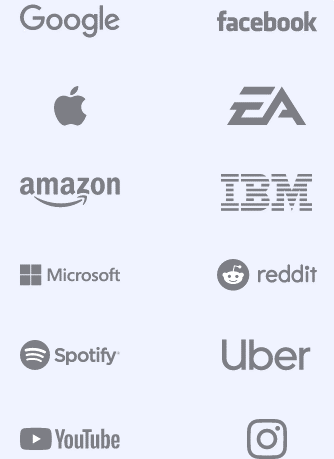 Google
facebook
EA
amazon
IBM
Microsoft
reddit
Spotify
Uber
YouTube